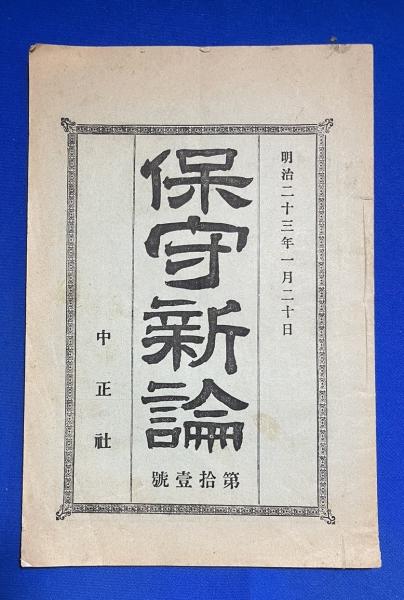 明治二十三年一月二十日
保守新論
第拾壹號
中正社